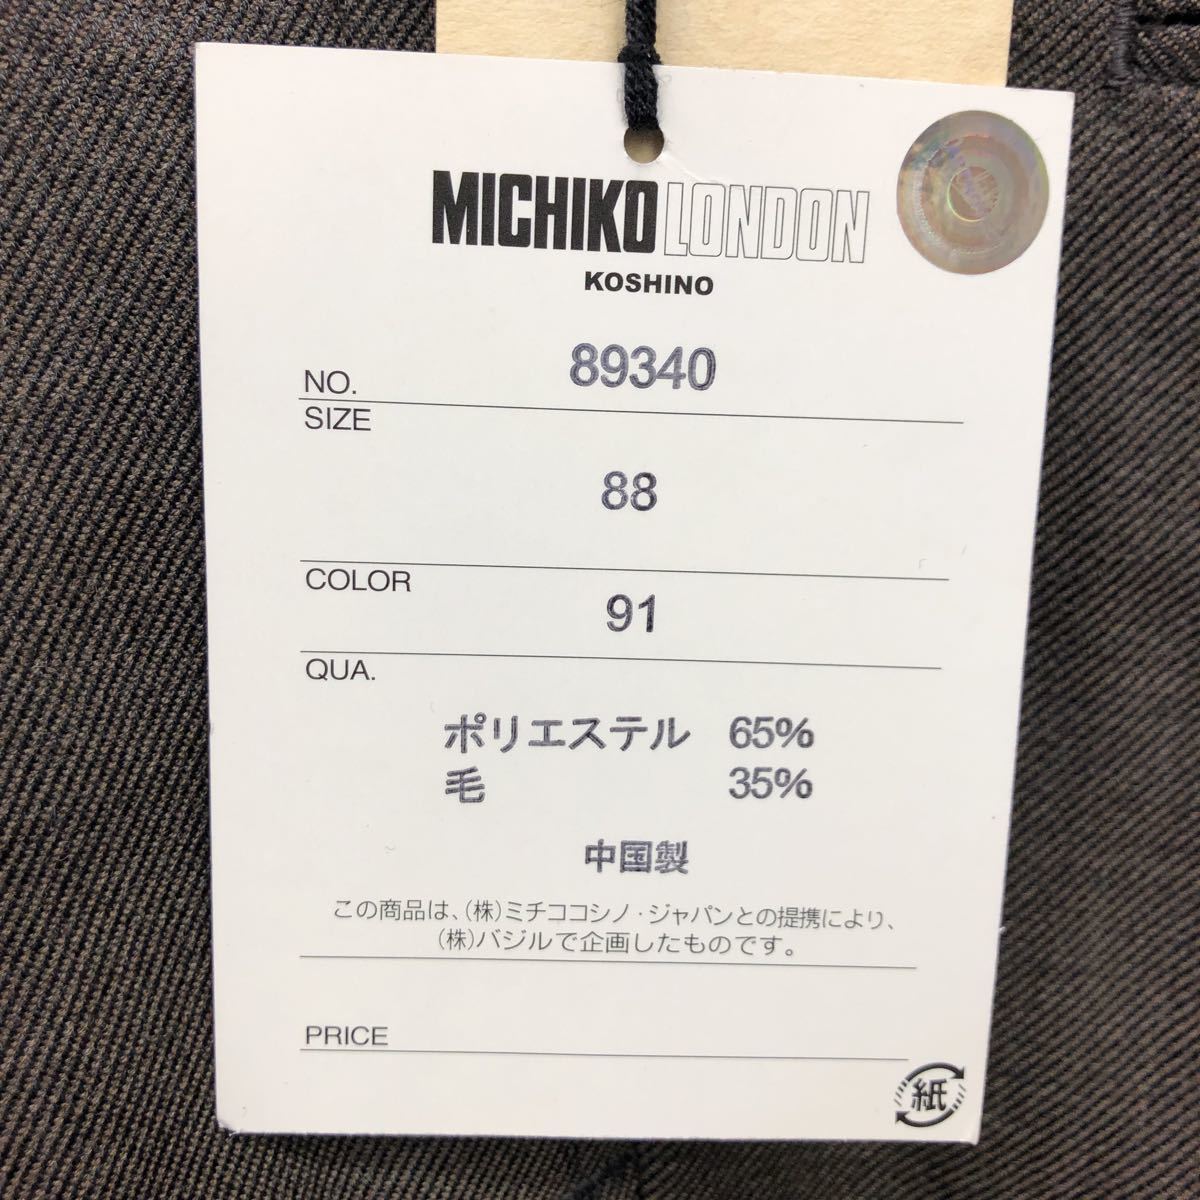 MICHIKO LONDON
KOSHINO
NO. 89340
SIZE
88
COLOR
91
QUA.
ポリエステル 65%
毛 35%
中国製
この商品は、(株)ミチココシノ・ジャパンとの提携により、
(株)バジルで企画したものです。
PRICE
紙